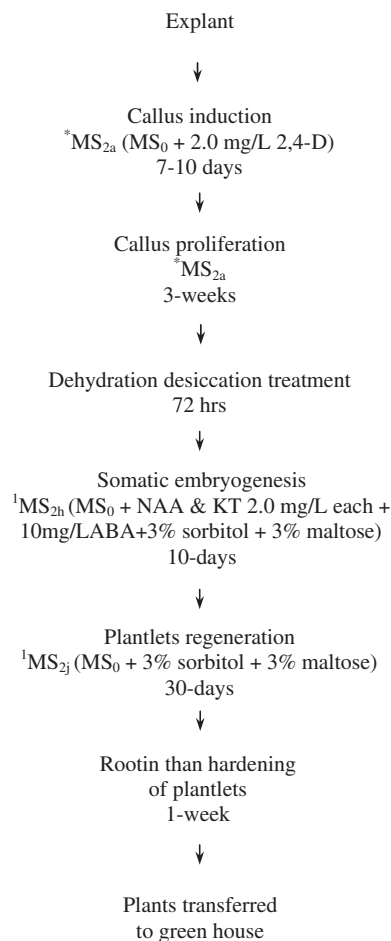 Explant
↓
Callus induction
*MS2a (MS0 + 2.0 mg/L 2,4-D)
7-10 days
↓
Callus proliferation
*MS2a
3-weeks
↓
Dehydration desiccation treatment
72 hrs
↓
Somatic embryogenesis
1MS2h (MS0 + NAA & KT 2.0 mg/L each +
10mg/LABA+3% sorbitol + 3% maltose)
10-days
↓
Plantlets regeneration
1MS2j (MS0 + 3% sorbitol + 3% maltose)
30-days
↓
Rootin than hardening
of plantlets
1-week
↓
Plants transferred
to green house